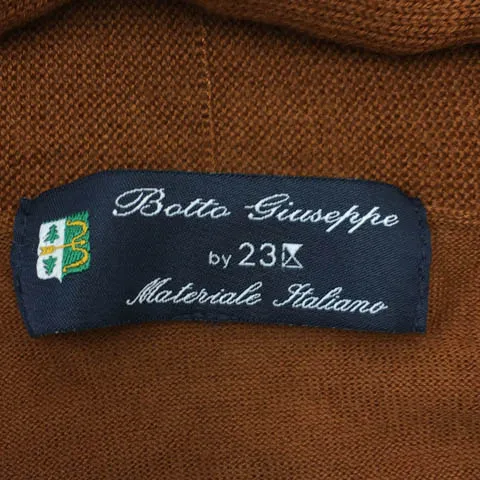 Botto Giuseppe
by 23区
Materiale Italiano